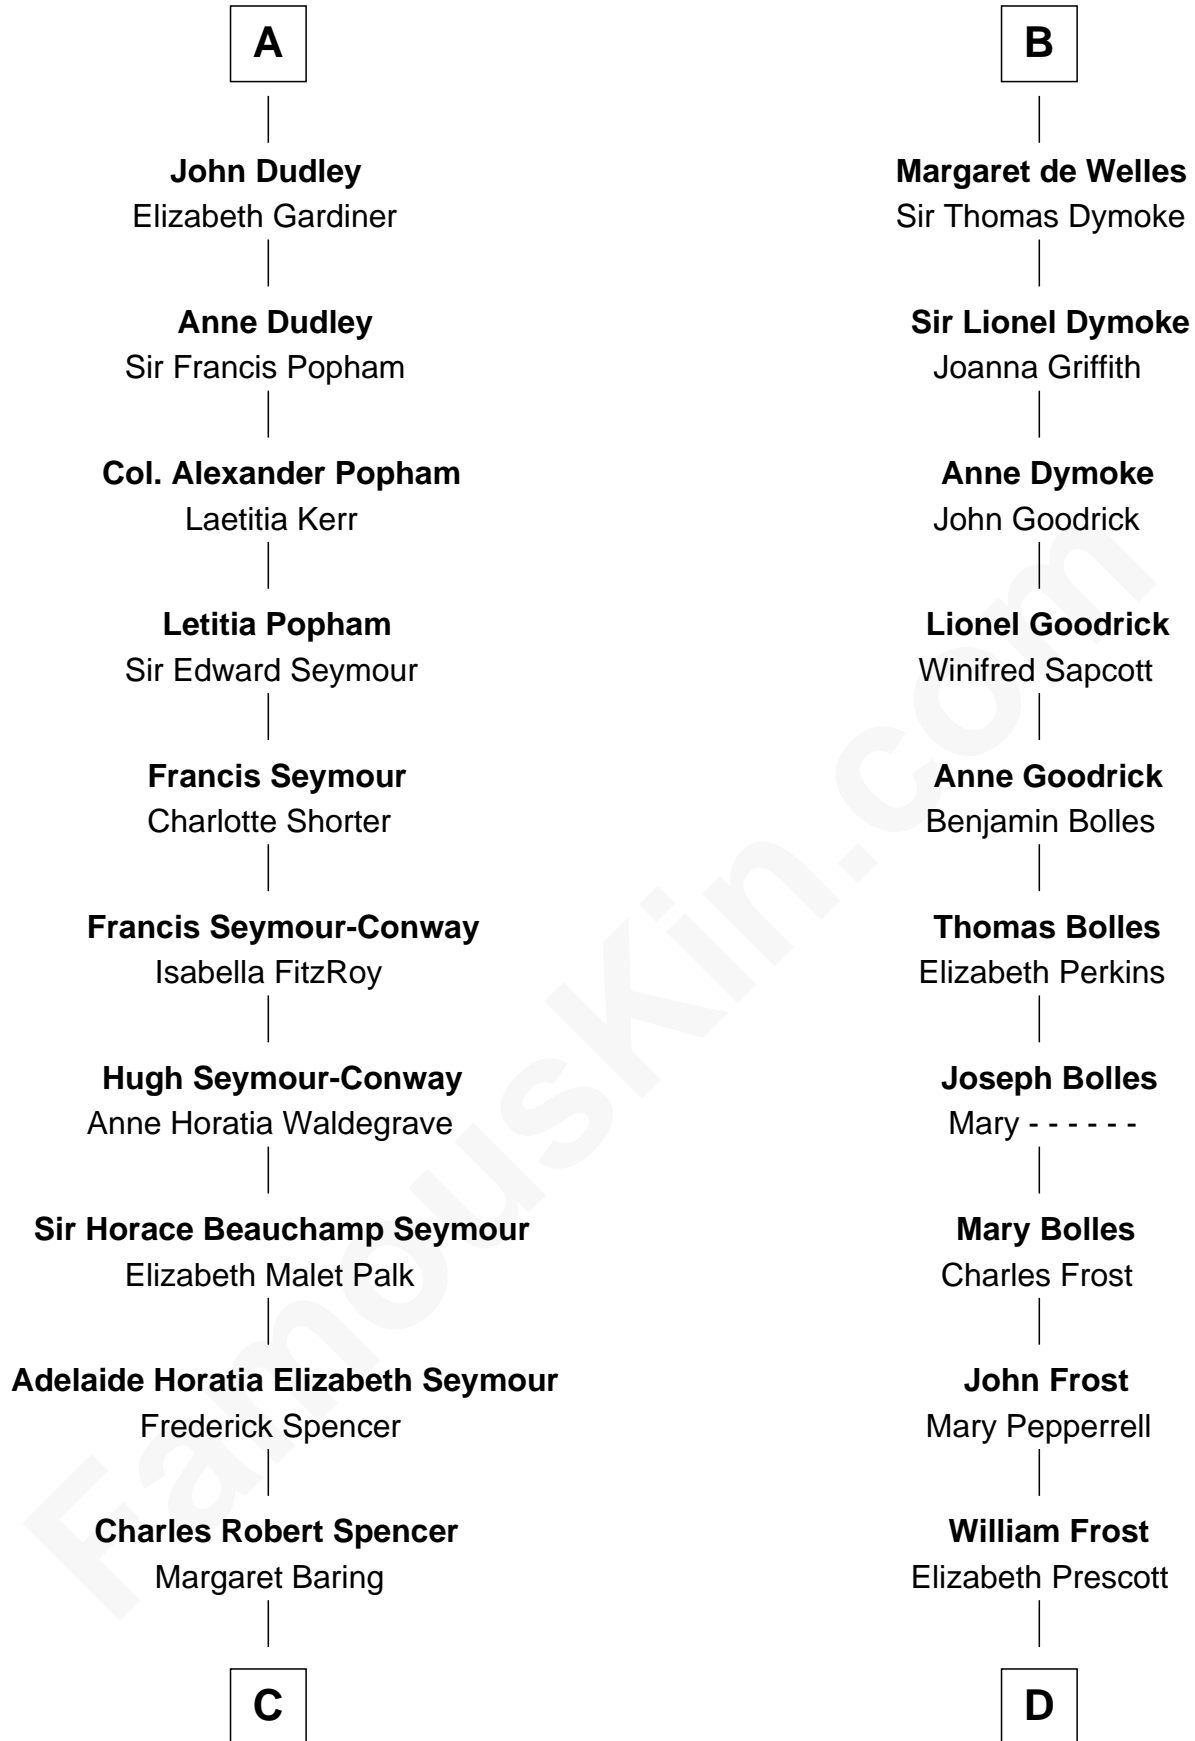 A
John Dudley
Elizabeth Gardiner
Anne Dudley
Sir Francis Popham
Col. Alexander Popham
Laetitia Kerr
Letitia Popham
Sir Edward Seymour
Francis Seymour
Charlotte Shorter
Francis Seymour-Conway
Isabella FitzRoy
Hugh Seymour-Conway
Anne Horatia Waldegrave
Sir Horace Beauchamp Seymour
Elizabeth Malet Palk
Adelaide Horatia Elizabeth Seymour
Frederick Spencer
Charles Robert Spencer
Margaret Baring
C
B
Margaret de Welles
Sir Thomas Dymoke
Sir Lionel Dymoke
Joanna Griffith
Anne Dymoke
John Goodrick
Lionel Goodrick
Winifred Sapcott
Anne Goodrick
Benjamin Bolles
Thomas Bolles
Elizabeth Perkins
Joseph Bolles
Mary - - - - - -
Mary Bolles
Charles Frost
John Frost
Mary Pepperrell
William Frost
Elizabeth Prescott
D
FamousKin.com